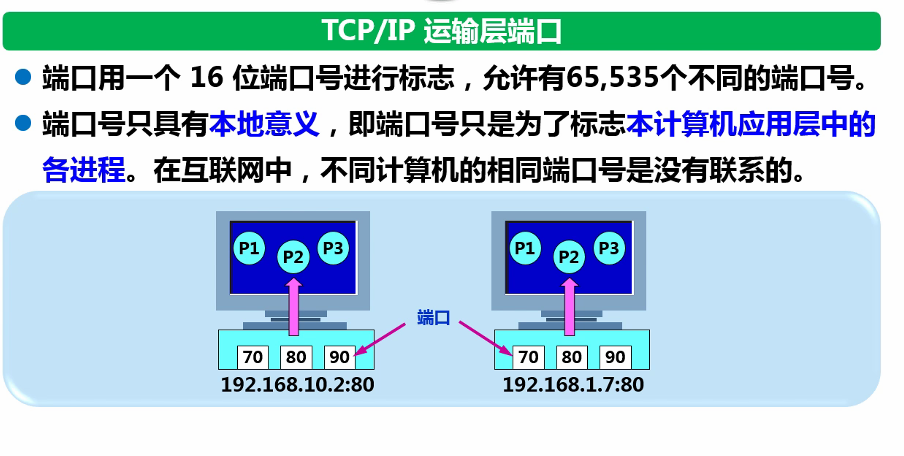 TCP/IP 运输层端口
端口用一个 16 位端口号进行标志，允许有65,535个不同的端口号。
端口号只具有本地意义，即端口号只是为了标志本计算机应用层中的
各进程。在互联网中，不同计算机的相同端口号是没有联系的。
P1 P2 P3
P1 P2 P3
端口
70 80 90
70 80 90
192.168.10.2:80
192.168.1.7:80